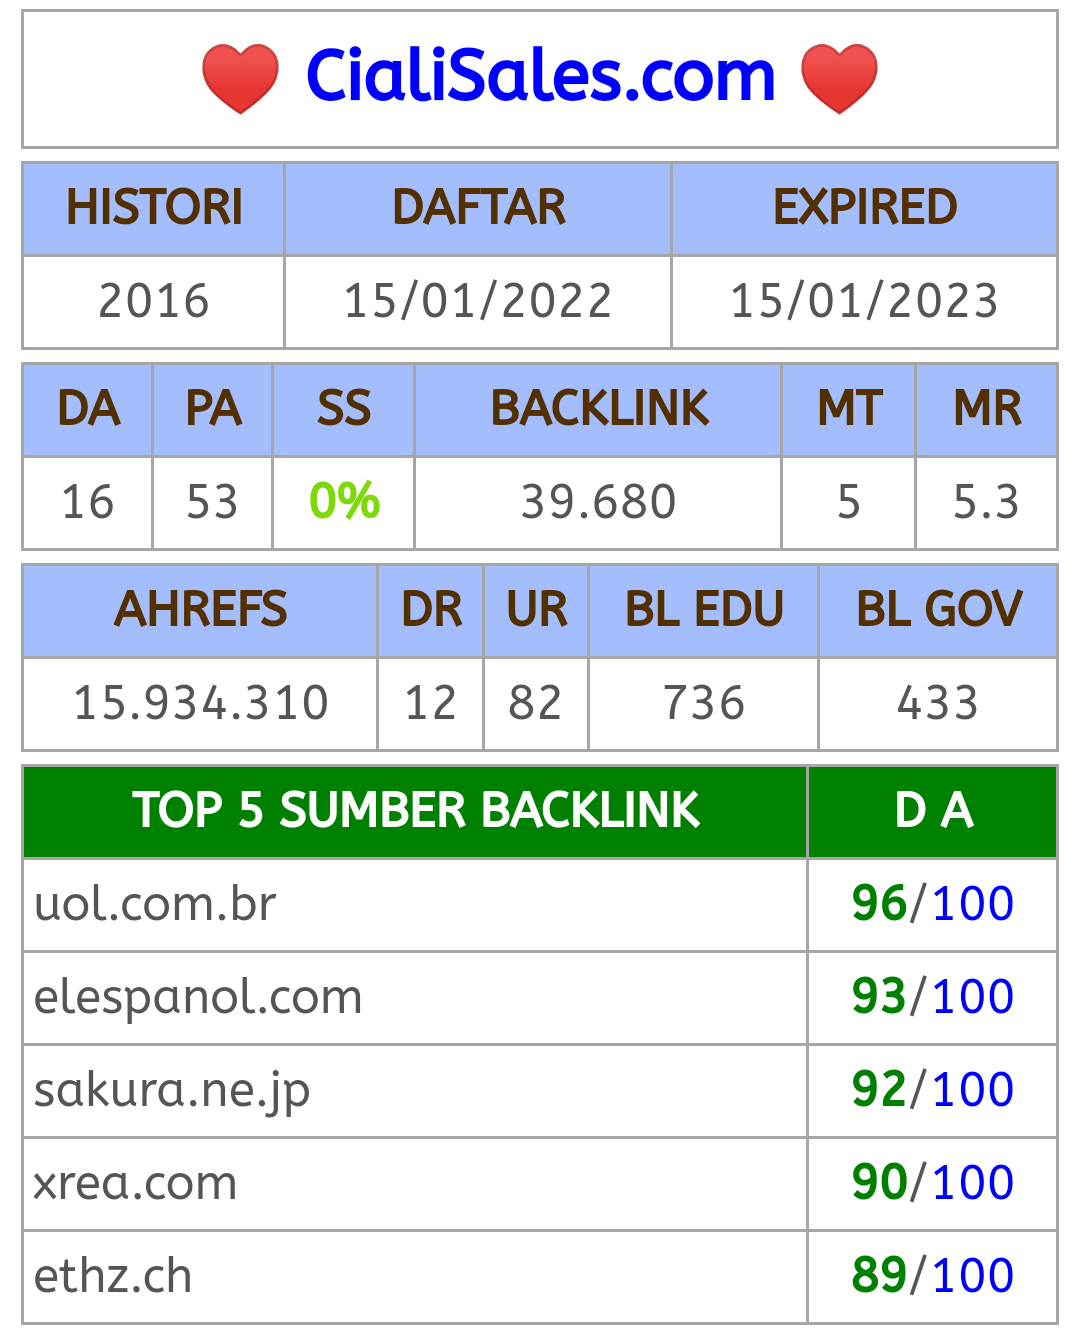 ❤️ CialiSales.com ❤️
HISTORI DAFTAR EXPIRED
2016 15/01/2022 15/01/2023
DA PA SS BACKLINK MT MR
16 53 0% 39.680 5 5.3
AHREFS DR UR BL EDU BL GOV
15.934.310 12 82 736 433
TOP 5 SUMBER BACKLINK D A
uol.com.br 96/100
elespanol.com 93/100
sakura.ne.jp 92/100
xrea.com 90/100
ethz.ch 89/100